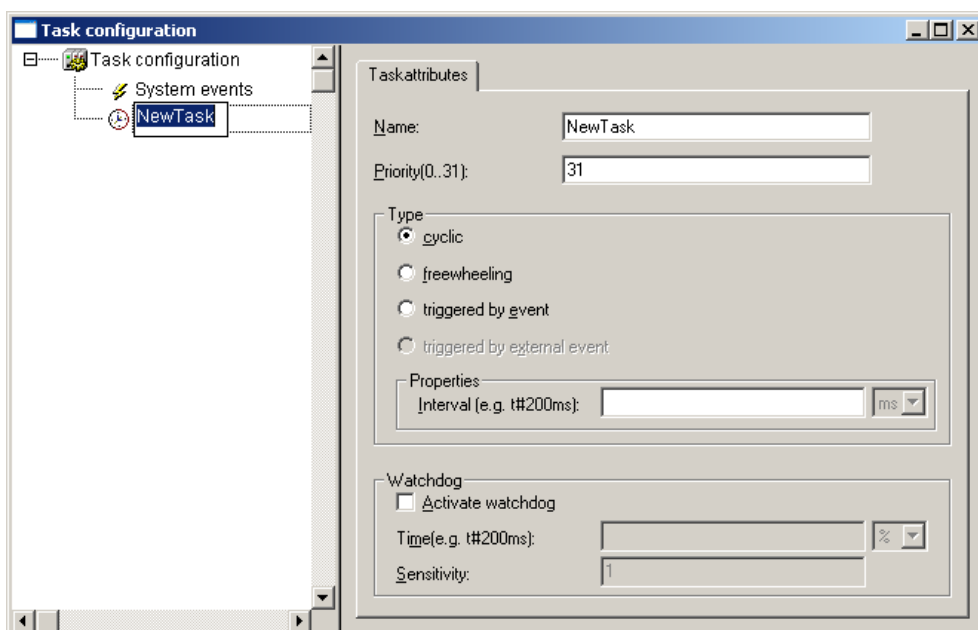 Task configuration
Task configuration
System events
NewTask
Taskattributes
Name: NewTask
Priority(0..31): 31
Type
cyclic
freewheeling
triggered by event
triggered by external event
Properties
Interval (e.g. t#200ms): ms
Watchdog
Activate watchdog
Time(e.g. t#200ms): %
Sensitivity: 1